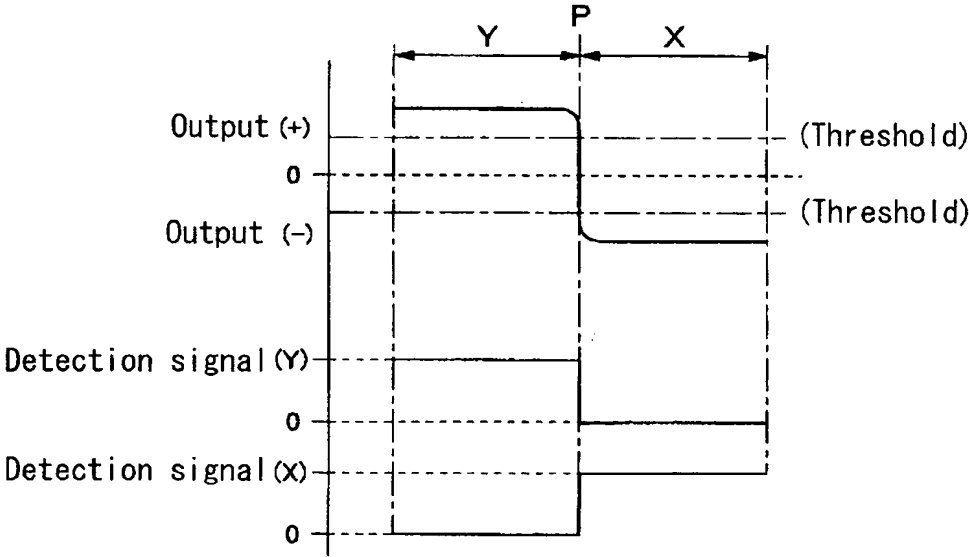 P
Y X
Output (+) (Threshold)
0
(Threshold)
Output (-)
Detection signal (Y)
0
Detection signal (X)
0